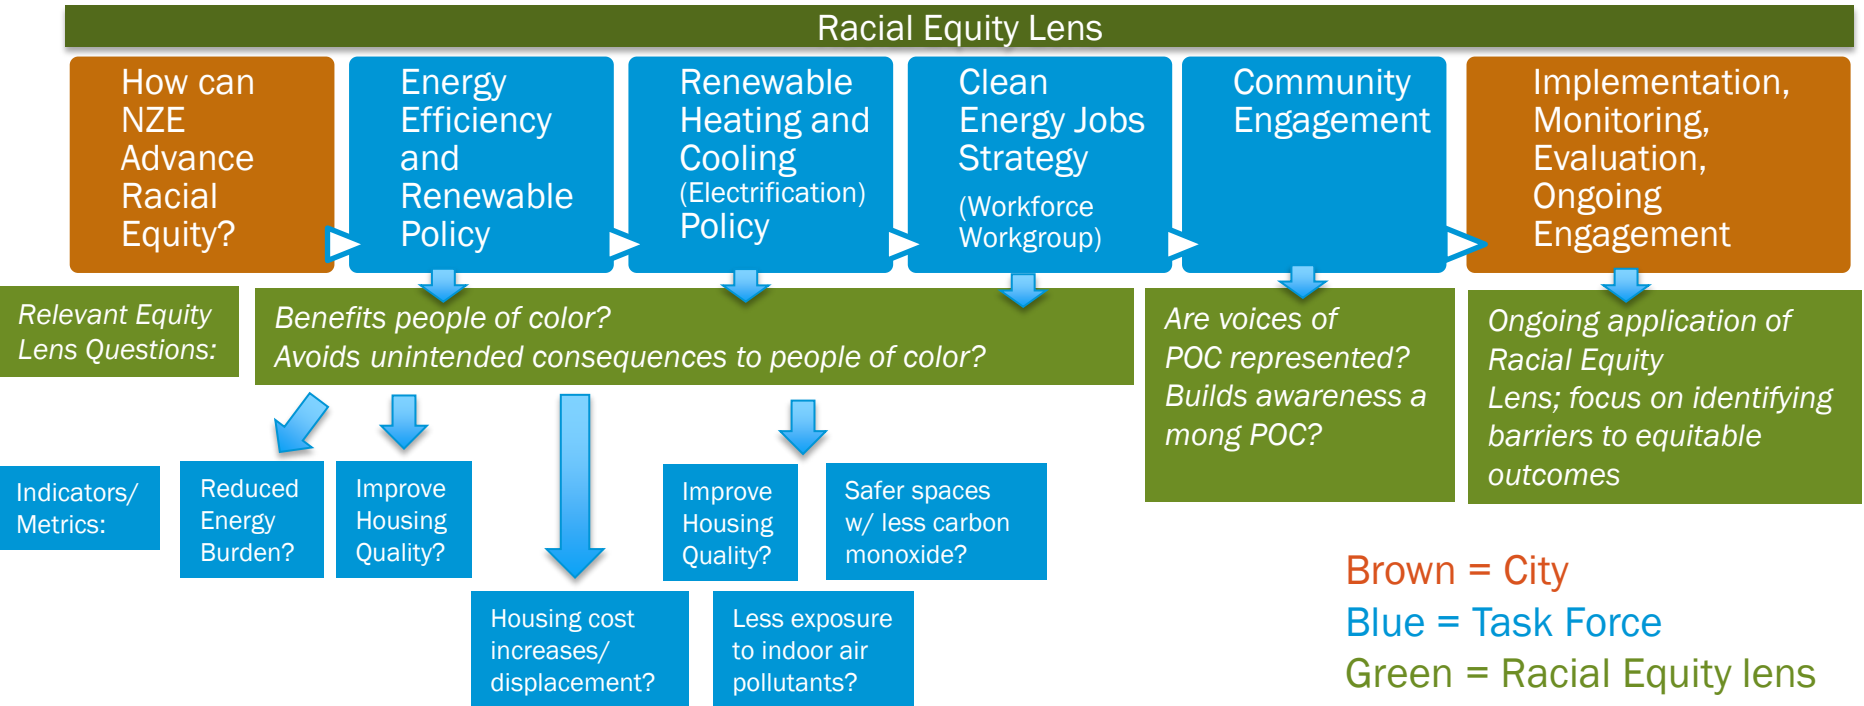 Racial Equity Lens
How can
NZE
Advance
Racial
Equity?
Energy
Efficiency
and
Renewable
Policy
Renewable
Heating and
Cooling
(Electrification)
Policy
Clean
Energy Jobs
Strategy
(Workforce
Workgroup)
Community
Engagement
Implementation,
Monitoring,
Evaluation,
Ongoing
Engagement
Relevant Equity
Lens Questions:
Benefits people of color?
Avoids unintended consequences to people of color?
Are voices of
POC represented?
Builds awareness a
mong POC?
Ongoing application of
Racial Equity
Lens; focus on identifying
barriers to equitable
outcomes
Indicators/
Metrics:
Reduced
Energy
Burden?
Improve
Housing
Quality?
Improve
Housing
Quality?
Safer spaces
w/ less carbon
monoxide?
Housing cost
increases/
displacement?
Less exposure
to indoor air
pollutants?
Brown = City
Blue = Task Force
Green = Racial Equity lens